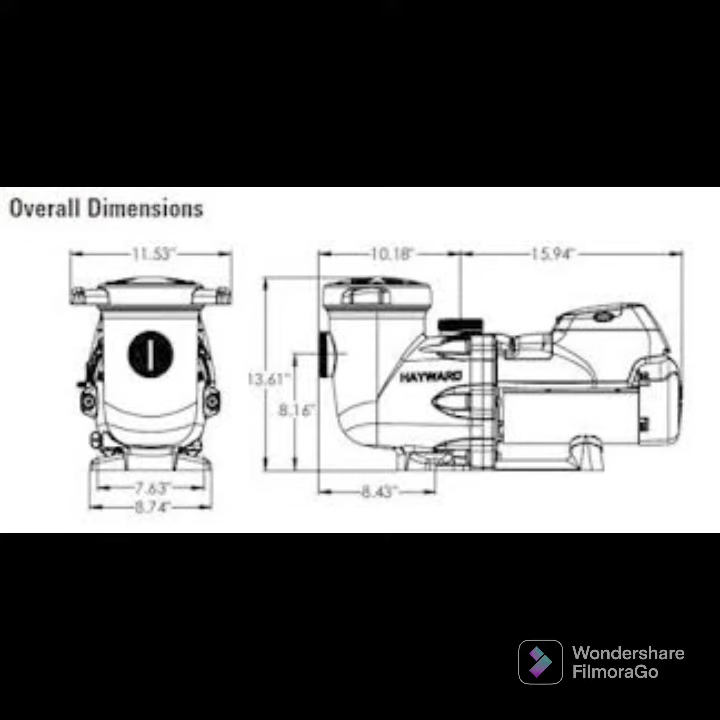 Overall Dimensions
11.53"
10.18"
15.94"
13.61"
8.16"
HAYWARD
7.63"
8.74"
8.43"
Wondershare
FilmoraGo